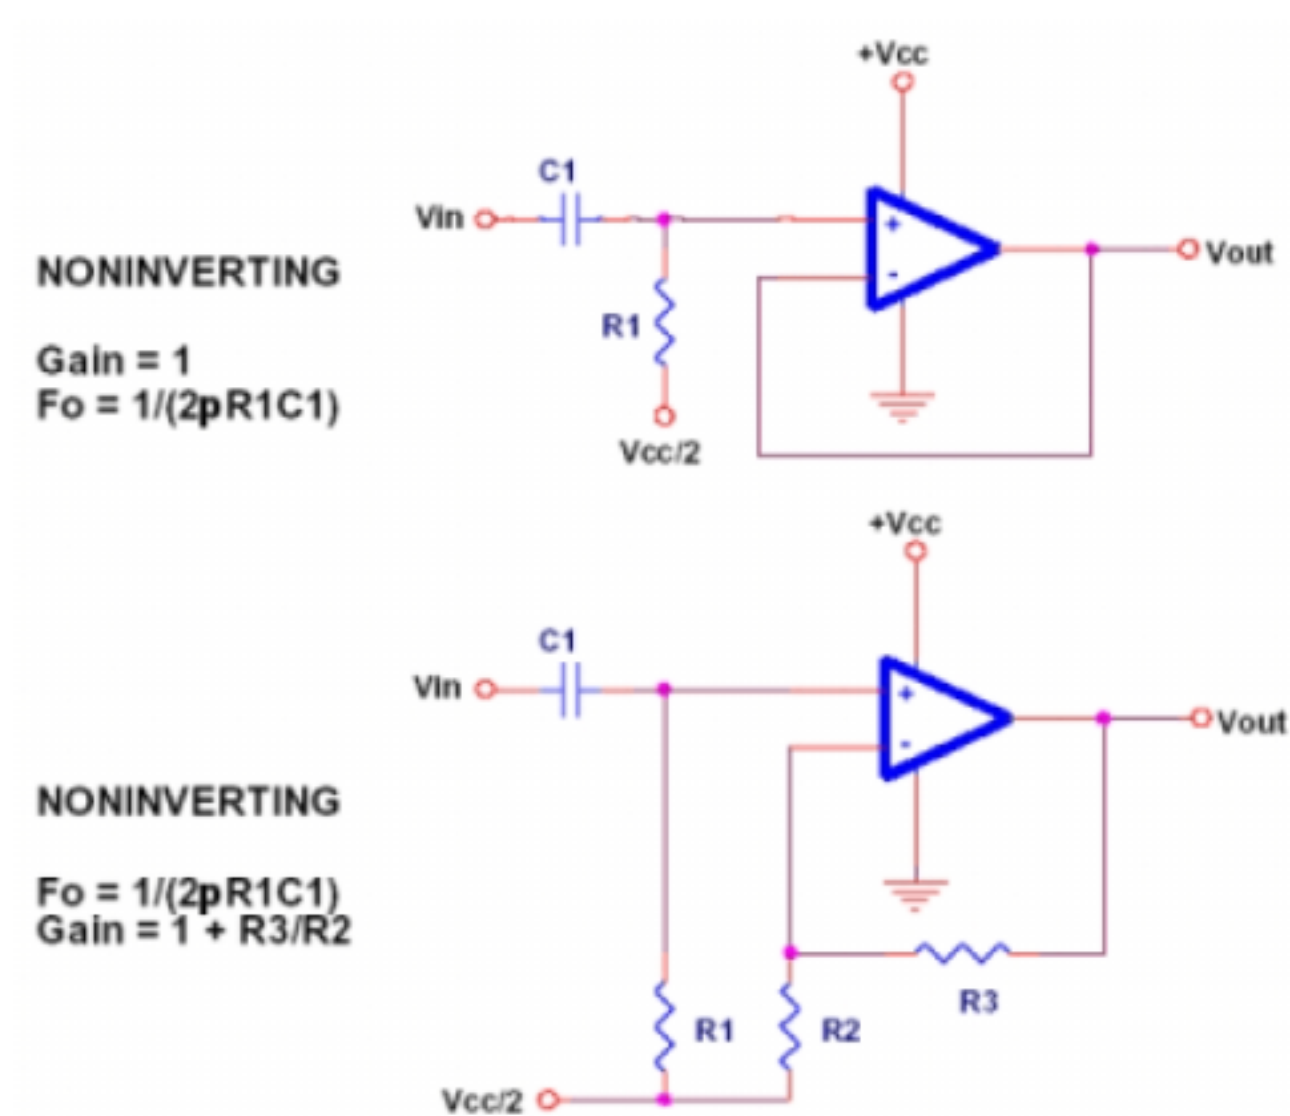 +Vcc
C1
Vin
+
-
Vout
R1
Vcc/2
NONINVERTING
Gain = 1
Fo = 1/(2pR1C1)
+Vcc
C1
Vin
+
-
Vout
NONINVERTING
Fo = 1/(2pR1C1)
Gain = 1 + R3/R2
R3
R1
R2
Vcc/2